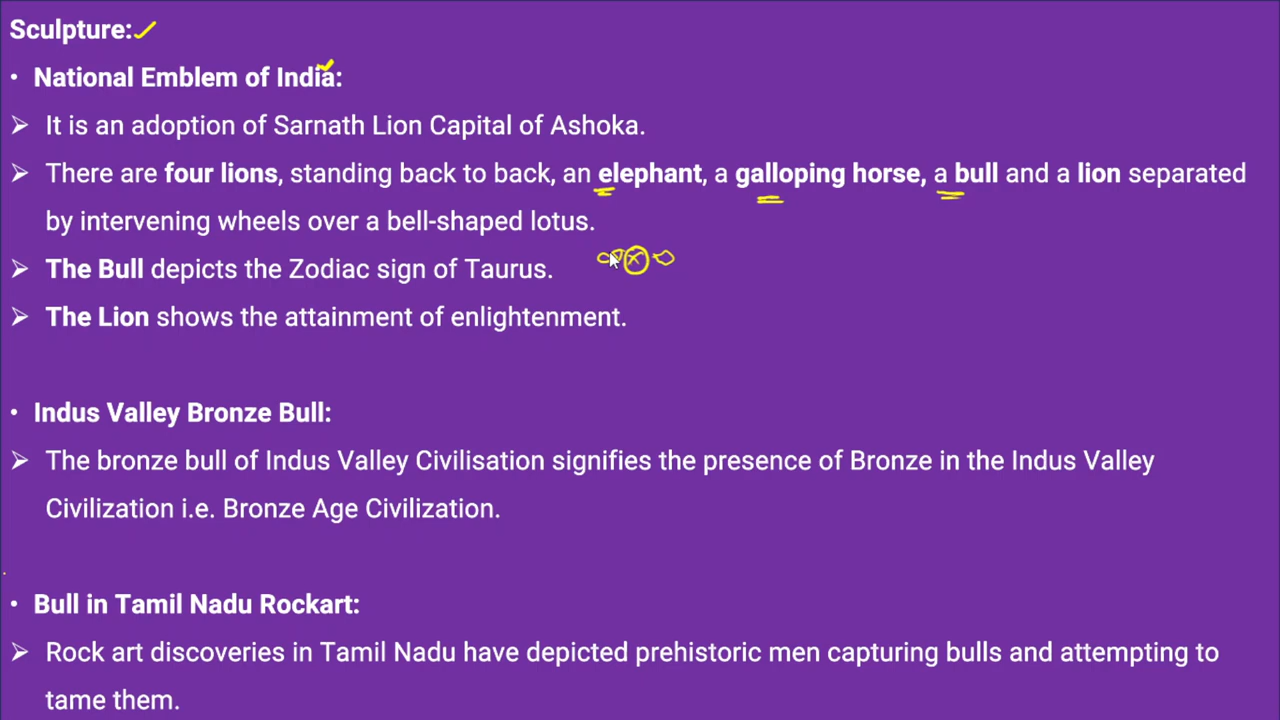 Sculpture:
• National Emblem of India:
➢ It is an adoption of Sarnath Lion Capital of Ashoka.
➢ There are four lions, standing back to back, an elephant, a galloping horse, a bull and a lion separated
by intervening wheels over a bell-shaped lotus.
➢ The Bull depicts the Zodiac sign of Taurus.
➢ The Lion shows the attainment of enlightenment.
• Indus Valley Bronze Bull:
➢ The bronze bull of Indus Valley Civilisation signifies the presence of Bronze in the Indus Valley
Civilization i.e. Bronze Age Civilization.
• Bull in Tamil Nadu Rockart:
➢ Rock art discoveries in Tamil Nadu have depicted prehistoric men capturing bulls and attempting to
tame them.